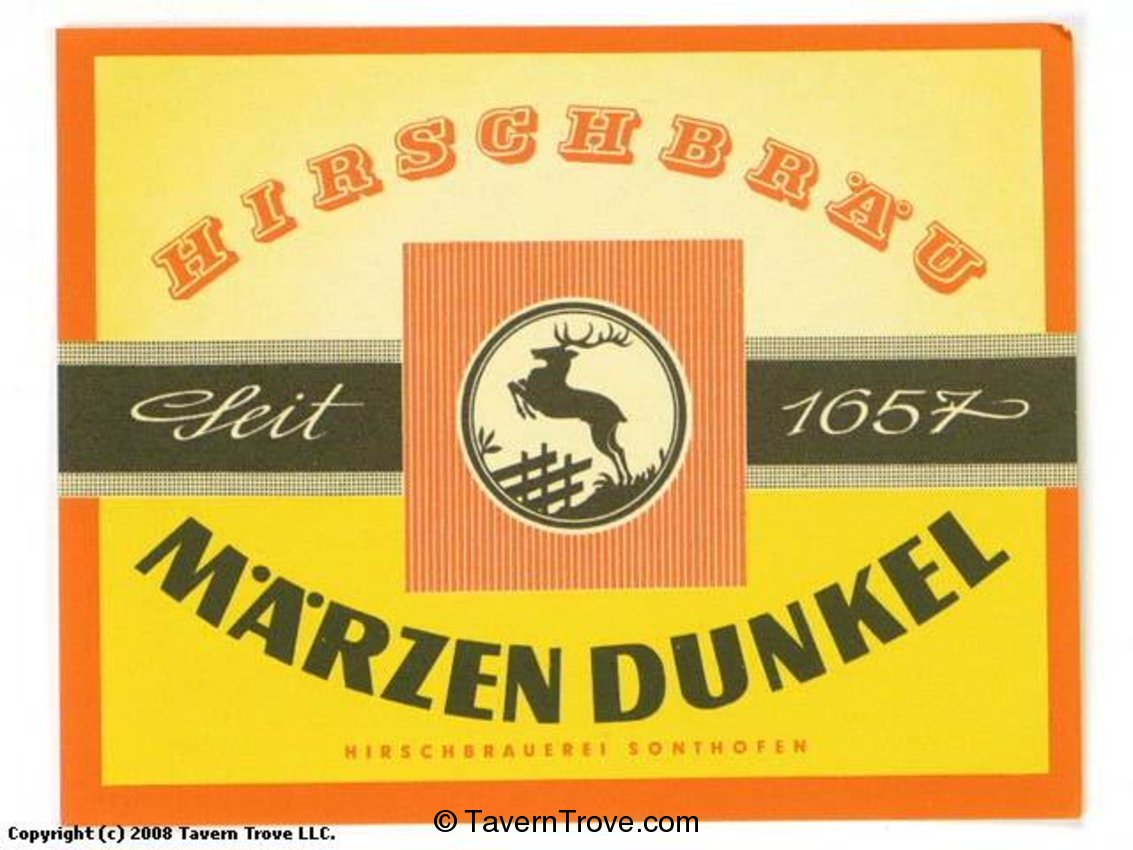 HIRSCHBRÄU
Seit 1657
MÄRZEN DUNKEL
HIRSCHBRAUEREI SONTHOFEN
© TavernTrove.com
Copyright (c) 2008 Tavern Trove LLC.